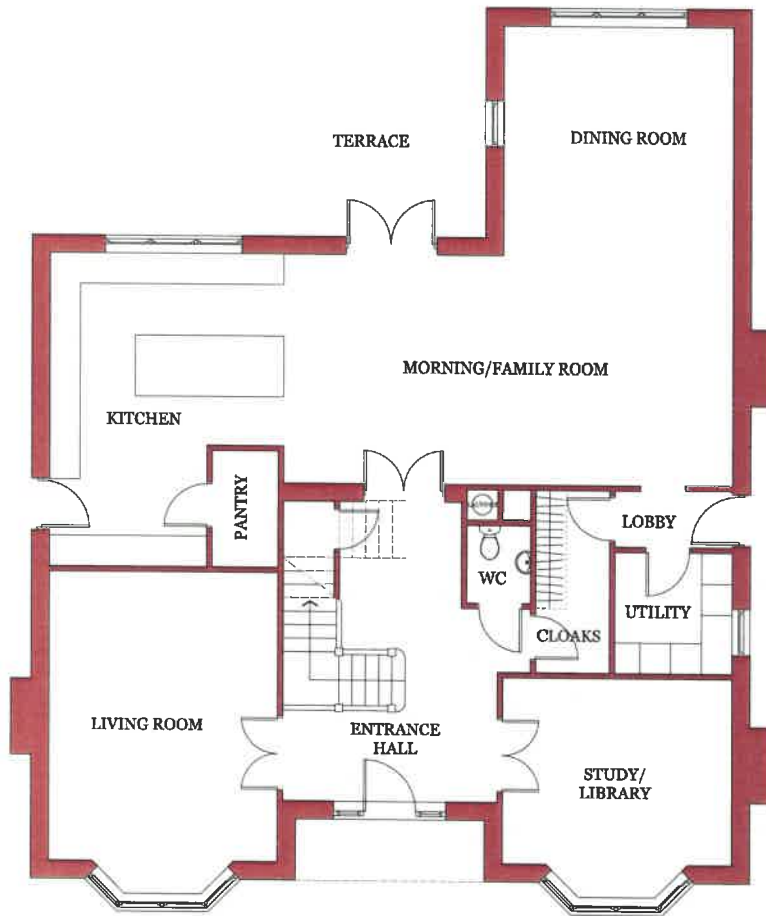 TERRACE
DINING ROOM
MORNING/FAMILY ROOM
KITCHEN
PANTRY
LOBBY
WC
UTILITY
CLOAKS
LIVING ROOM
ENTRANCE
HALL
STUDY/
LIBRARY